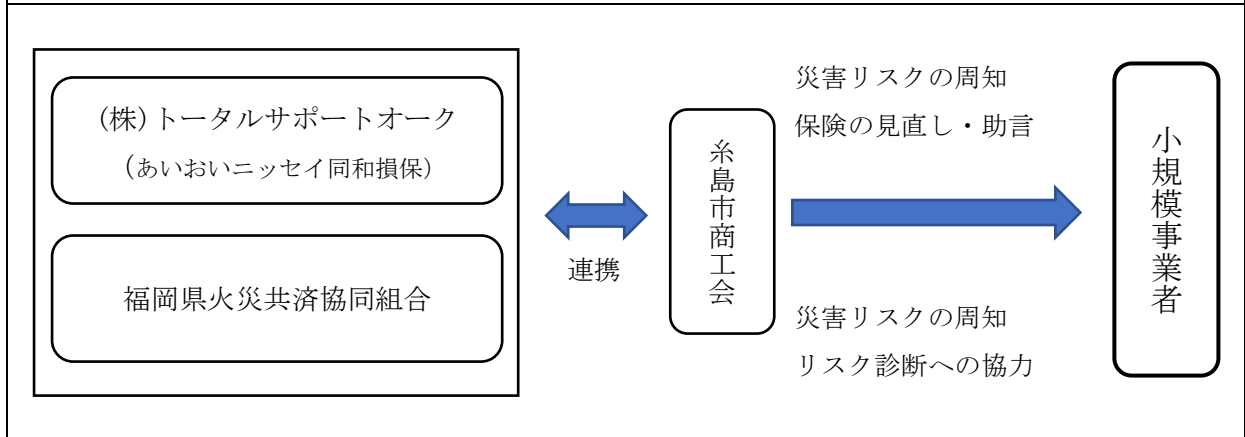 (株)トータルサポートオーク
(あいおいニッセイ同和損保)
福岡県火災共済協同組合
連携
糸島市商工会
災害リスクの周知
保険の見直し・助言
災害リスクの周知
リスク診断への協力
小規模事業者